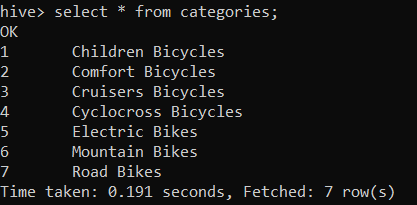 hive> select * from categories;
OK
1 Children Bicycles
2 Comfort Bicycles
3 Cruisers Bicycles
4 Cyclocross Bicycles
5 Electric Bikes
6 Mountain Bikes
7 Road Bikes
Time taken: 0.191 seconds, Fetched: 7 row(s)